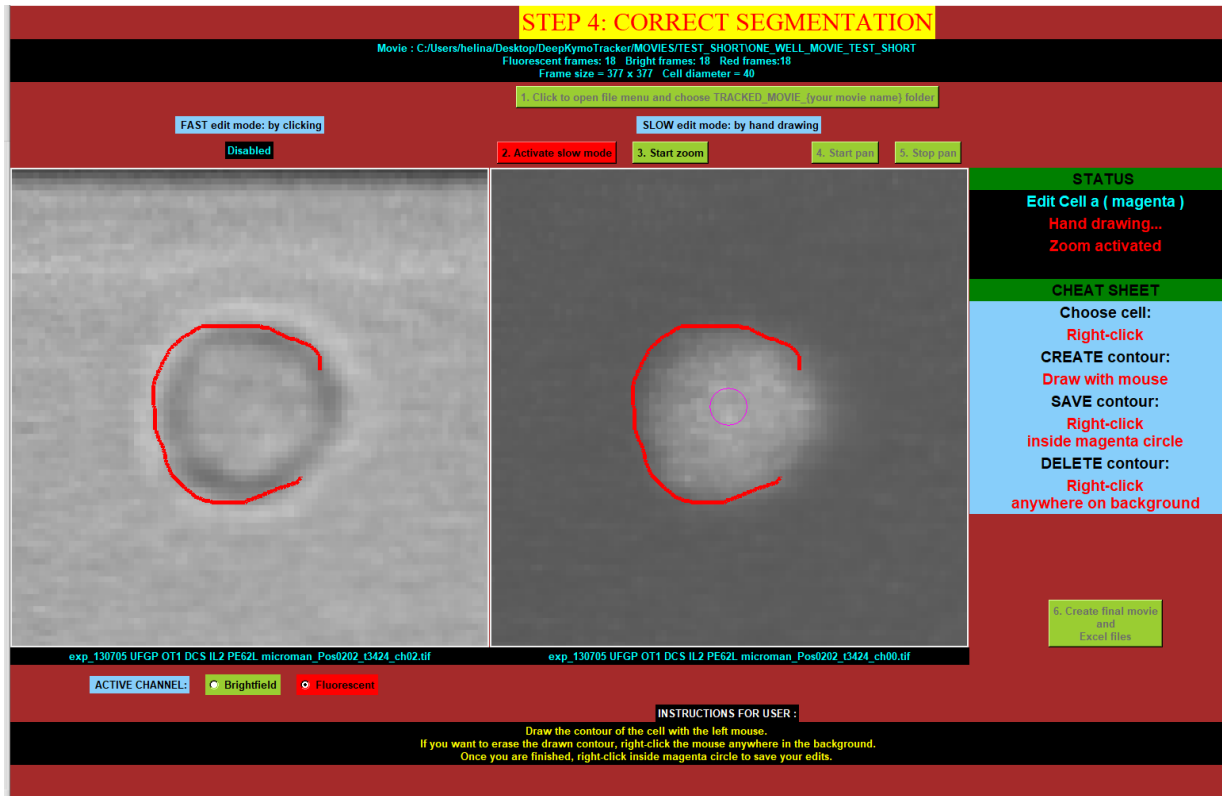 STEP 4: CORRECT SEGMENTATION
Movie : C:/Users/helina/Desktop/DeepKymoTracker/MOVIES/TEST_SHORT\ONE_WELL_MOVIE_TEST_SHORT
Fluorescent frames: 18 Bright frames: 18 Red frames:18
Frame size = 377 x 377 Cell diameter = 40
1. Click to open file menu and choose TRACKED_MOVIE_{your movie name} folder
FAST edit mode: by clicking
SLOW edit mode: by hand drawing
Disabled
2. Activate slow mode
3. Start zoom
4. Start pan
5. Stop pan
STATUS
Edit Cell a ( magenta )
Hand drawing...
Zoom activated
CHEAT SHEET
Choose cell:
Right-click
CREATE contour:
Draw with mouse
SAVE contour:
Right-click
inside magenta circle
DELETE contour:
Right-click
anywhere on background
6. Create final movie
and
Excel files
exp_130705 UFGP OT1 DCS IL2 PE62L microman_Pos0202_t3424_ch02.tif
exp_130705 UFGP OT1 DCS IL2 PE62L microman_Pos0202_t3424_ch00.tif
ACTIVE CHANNEL:
Brightfield
Fluorescent
INSTRUCTIONS FOR USER :
Draw the contour of the cell with the left mouse.
If you want to erase the drawn contour, right-click the mouse anywhere in the background.
Once you are finished, right-click inside magenta circle to save your edits.